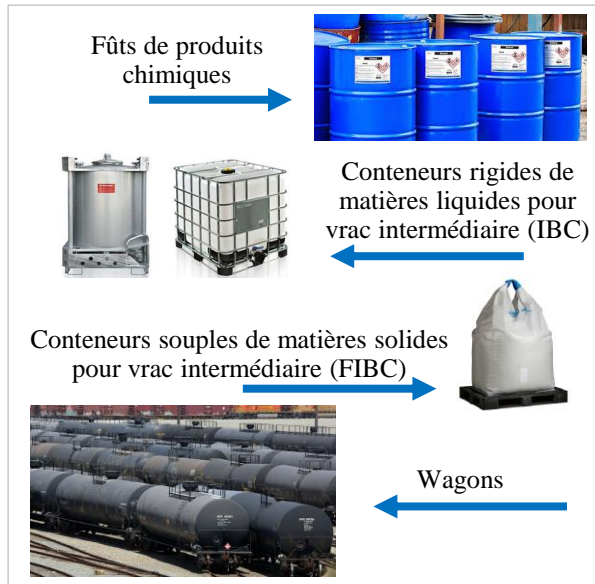 Fûts de produits
chimiques
Conteneurs rigides de
matières liquides pour
vrac intermédiaire (IBC)
Conteneurs souples de matières solides
pour vrac intermédiaire (FIBC)
Wagons